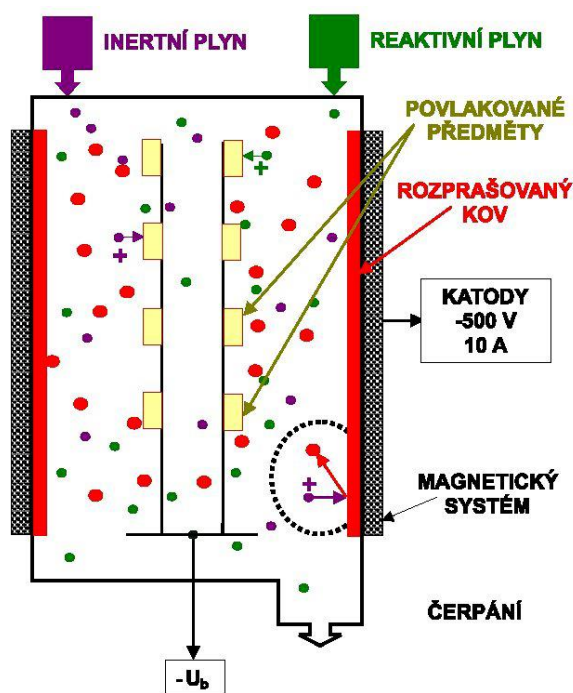 INERTNÍ PLYN
REAKTIVNÍ PLYN
POVLAKOVANÉ
PŘEDMĚTY
ROZPRAŠOVANÝ
KOV
KATODY
-500 V
10 A
MAGNETICKÝ
SYSTÉM
ČERPÁNÍ
- Ub
+
+
+